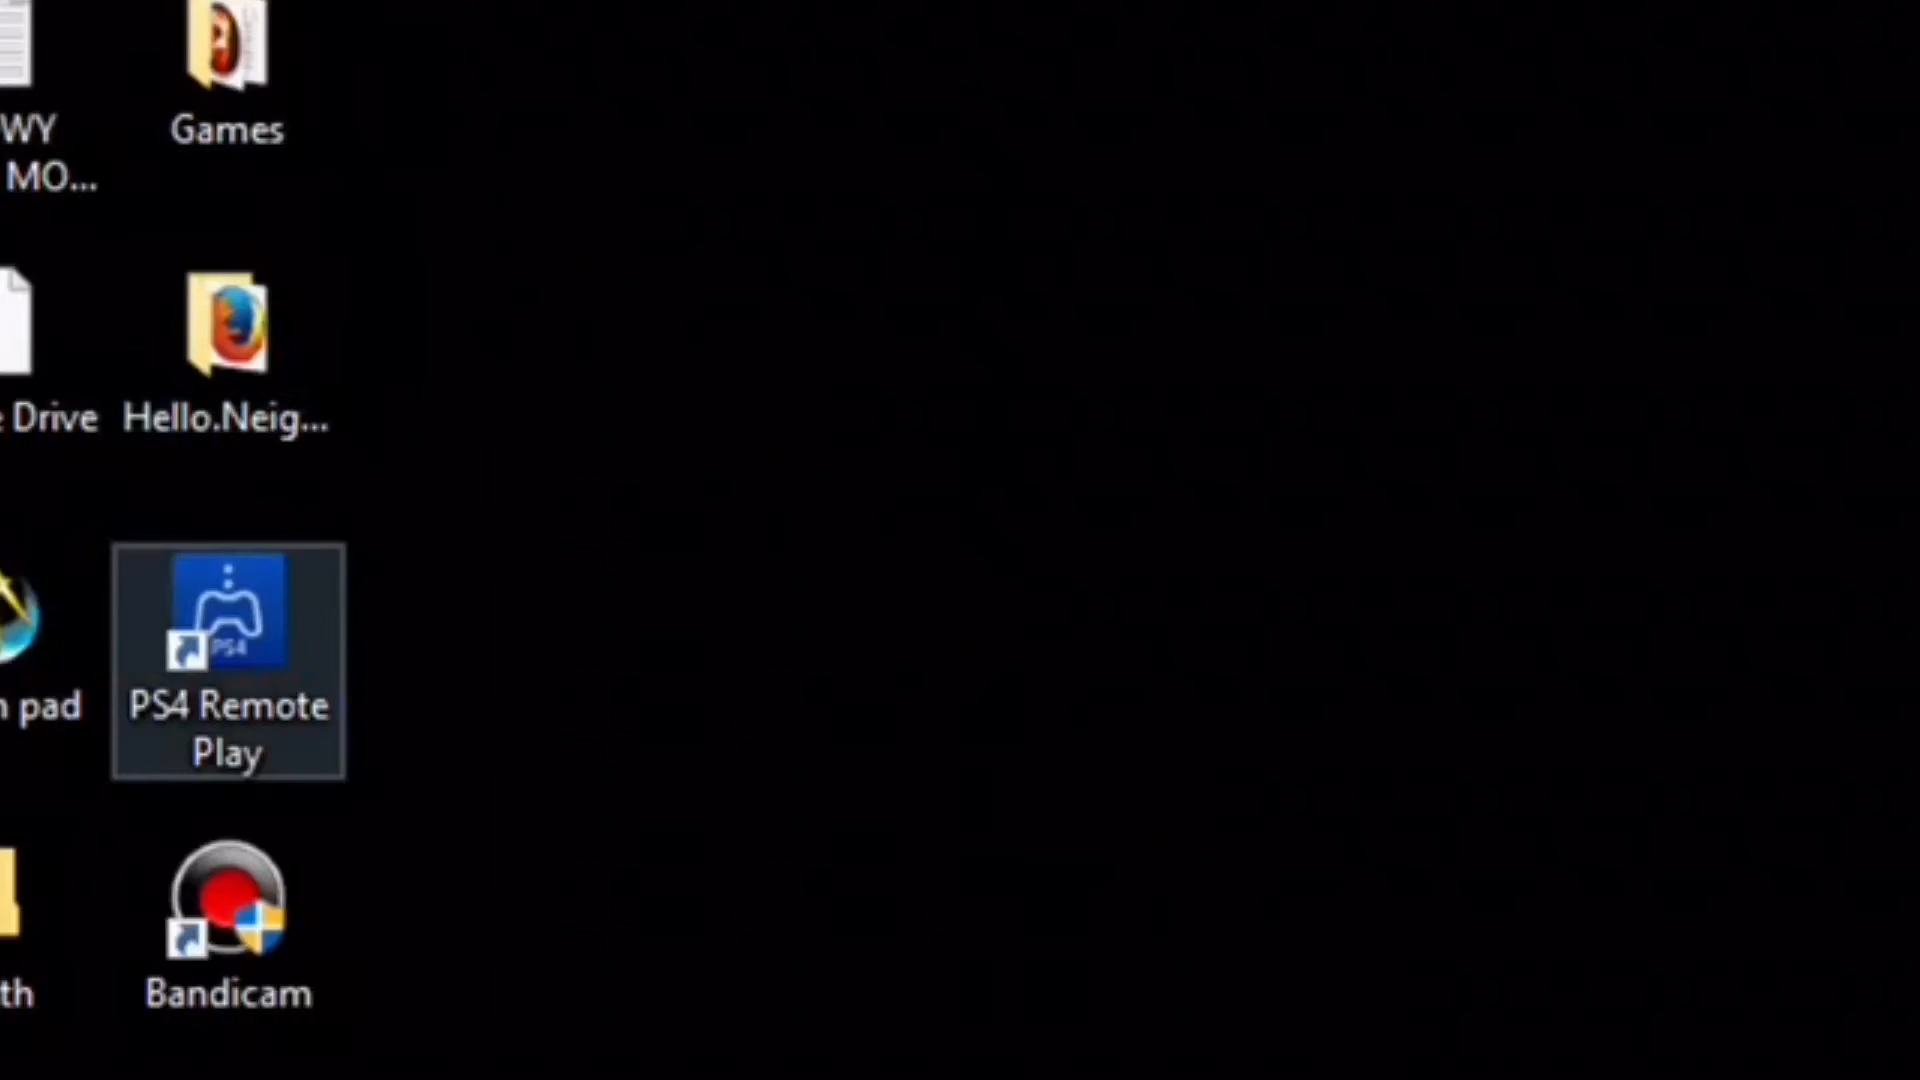 WY
MO...
Games
Drive
Hello.Neig...
pad
PS4
PS4 Remote
Play
th
Bandicam